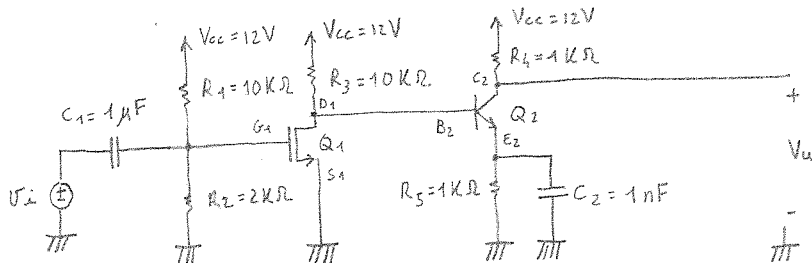 Vcc=12V
Vcc=12V
Vcc=12V
R1=10KΩ
R3=10KΩ
R4=1KΩ
C2
C1=1μF
D1
+
G1
Q1
B2
Q2
E2
S1
Vu
vi
R2=2KΩ
R5=1KΩ
C2=1nF
-